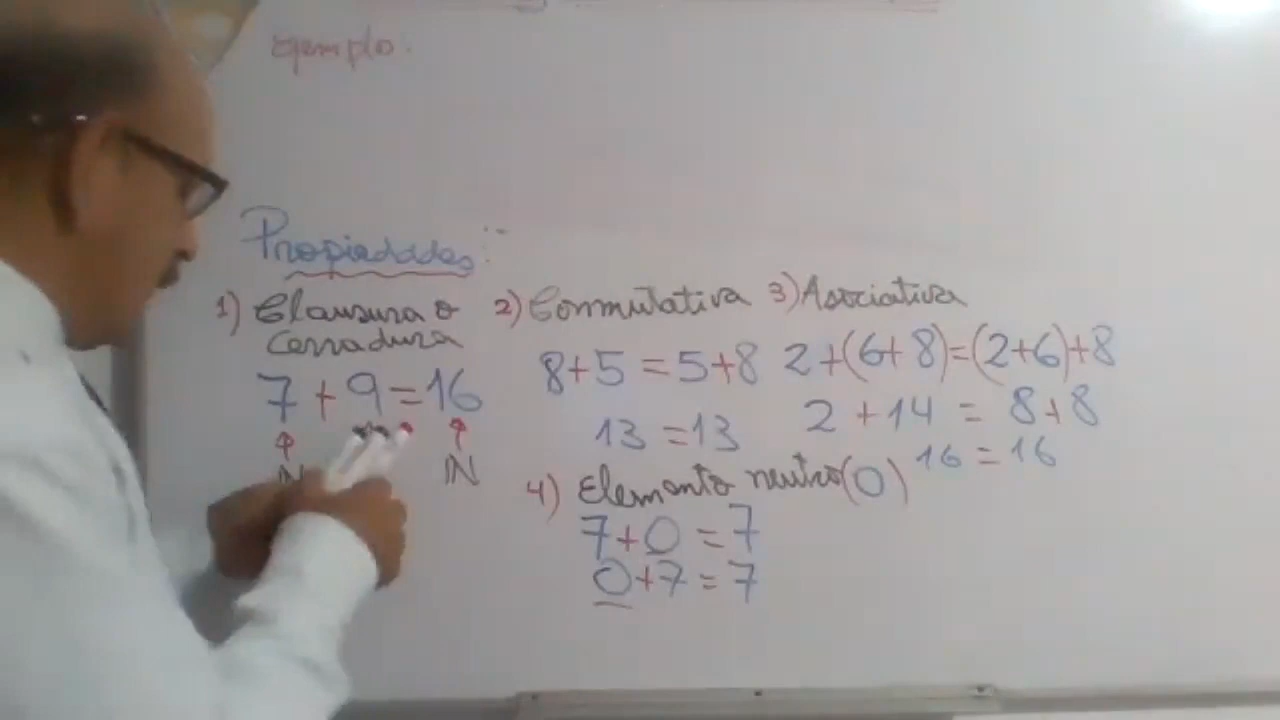 Ejemplo.
Propiedades:-
1) Clausura o
Cerradura
7 + 9 = 16
IN IN
2) Conmutativa
8+5 = 5+8
13 = 13
3) Asociativa
2+(6+8)=(2+6)+8
2 + 14 = 8+8
16 = 16
4) Elemento neutro (0)
7+0 = 7
0+7 = 7